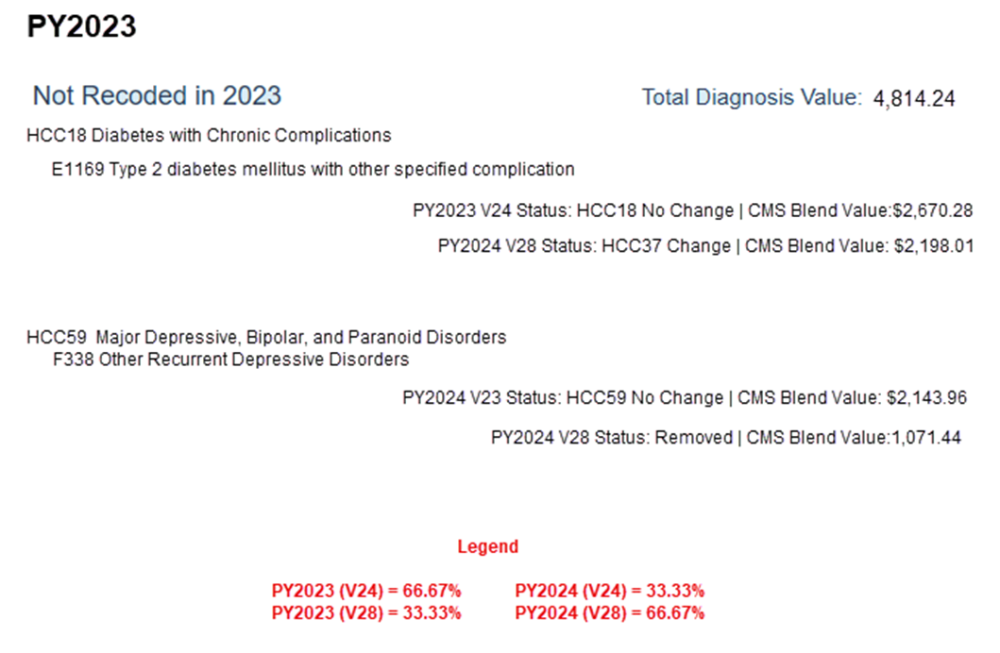 PY2023
Not Recoded in 2023 Total Diagnosis Value: 4,814.24
HCC18 Diabetes with Chronic Complications
E1169 Type 2 diabetes mellitus with other specified complication
PY2023 V24 Status: HCC18 No Change | CMS Blend Value:$2,670.28
PY2024 V28 Status: HCC37 Change | CMS Blend Value: $2,198.01
HCC59 Major Depressive, Bipolar, and Paranoid Disorders
F338 Other Recurrent Depressive Disorders
PY2024 V23 Status: HCC59 No Change | CMS Blend Value: $2,143.96
PY2024 V28 Status: Removed | CMS Blend Value:1,071.44
Legend
PY2023 (V24) = 66.67% PY2024 (V24) = 33.33%
PY2023 (V28) = 33.33% PY2024 (V28) = 66.67%